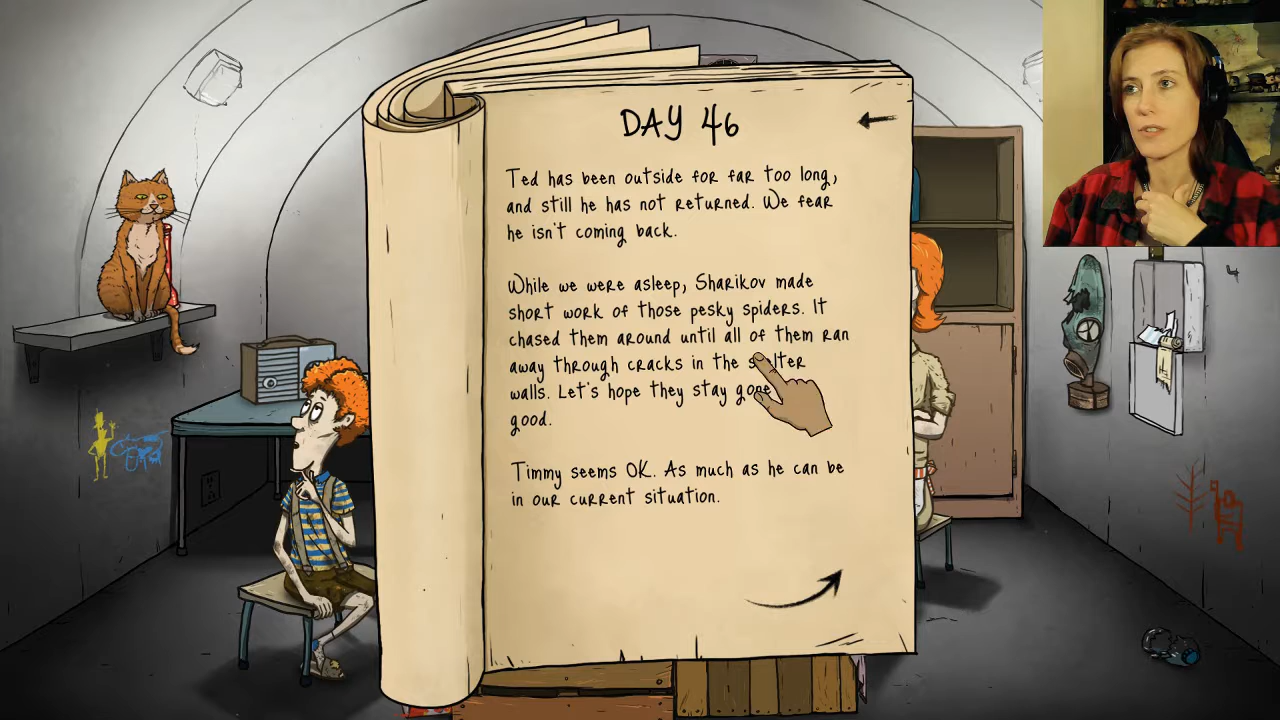 DAY 46
Ted has been outside for far too long,
and still he has not returned. We fear
he isn't coming back.
While we were asleep, Sharikov made
short work of those pesky spiders. It
chased them around until all of them ran
away through cracks in the
walls. Let's hope they stay
good.
Timmy seems OK. As much as he can be
in our current situation.